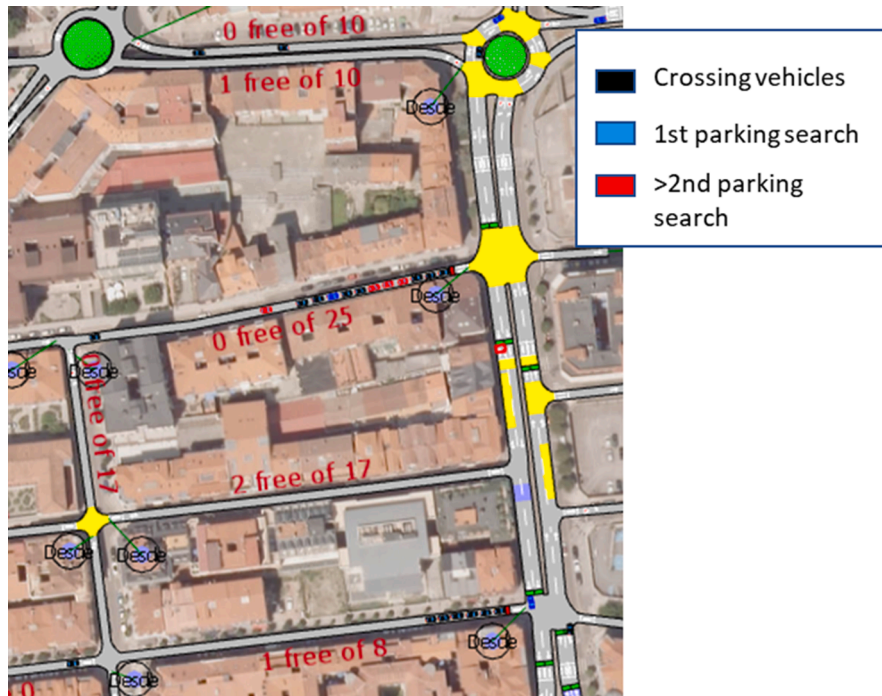 0 free of 10
1 free of 10
Desde
Crossing vehicles
1st parking search
>2nd parking
search
Desde
0 free of 25
sde
Desde
0 free of 17
2 free of 17
Desde
Desde
1 free of 8
Desde
Desde
0